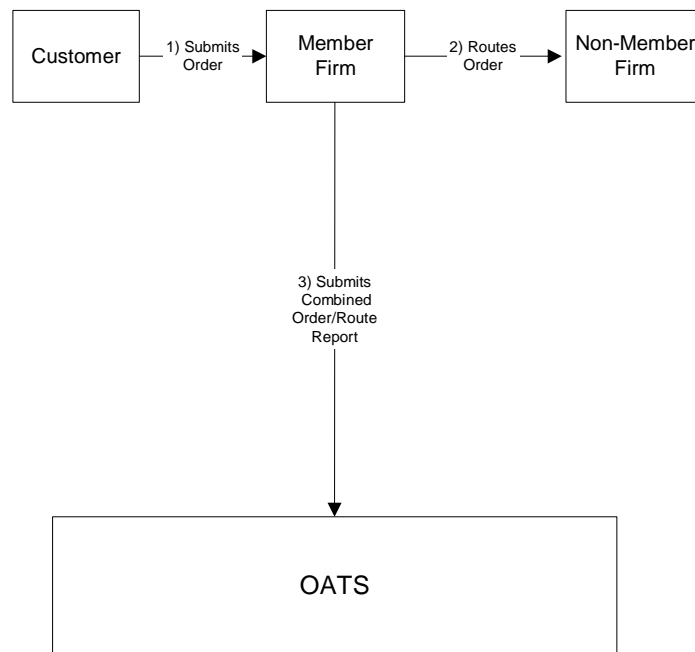 Customer
1) Submits
Order
Member
Firm
2) Routes
Order
Non-Member
Firm
3) Submits
Combined
Order/Route
Report
OATS